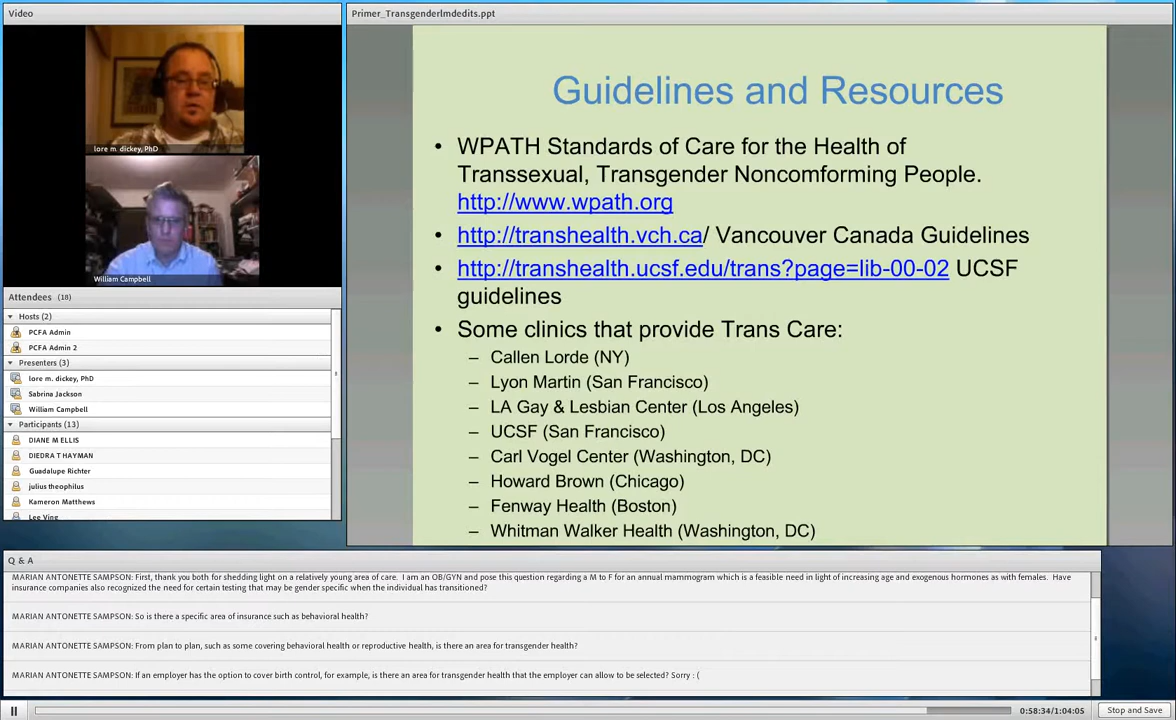 Video
lore m. dickey, PhD
William Campbell
Attendees (18)
Hosts (2)
PCFA Admin
PCFA Admin 2
Presenters (3)
lore m. dickey, PhD
Sabrina Jackson
William Campbell
Participants (13)
DIANE M ELLIS
DIEDRA T HAYMAN
Guadalupe Richter
julius theophilus
Kameron Matthews
Lee Ving
Primer_Transgenderlmdedits.ppt
Guidelines and Resources
• WPATH Standards of Care for the Health of
Transsexual, Transgender Noncomforming People.
http://www.wpath.org
• http://transhealth.vch.ca/ Vancouver Canada Guidelines
• http://transhealth.ucsf.edu/trans?page=lib-00-02 UCSF
guidelines
• Some clinics that provide Trans Care:
– Callen Lorde (NY)
– Lyon Martin (San Francisco)
– LA Gay & Lesbian Center (Los Angeles)
– UCSF (San Francisco)
– Carl Vogel Center (Washington, DC)
– Howard Brown (Chicago)
– Fenway Health (Boston)
– Whitman Walker Health (Washington, DC)
Q & A
MARIAN ANTONETTE SAMPSON: First, thank you both for shedding light on a relatively young area of care. I am an OB/GYN and pose this question regarding a M to F for an annual mammogram which is a feasible need in light of increasing age and exogenous hormones as with females. Have
insurance companies also recognized the need for certain testing that may be gender specific when the individual has transitioned?
MARIAN ANTONETTE SAMPSON: So is there a specific area of insurance such as behavioral health?
MARIAN ANTONETTE SAMPSON: From plan to plan, such as some covering behavioral health or reproductive health, is there an area for transgender health?
MARIAN ANTONETTE SAMPSON: If an employer has the option to cover birth control, for example, is there an area for transgender health that the employer can allow to be selected? Sorry : (
0:58:34/1:04:05
Stop and Save